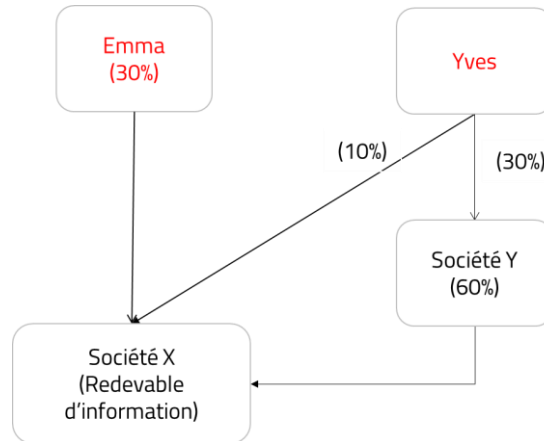 Emma
(30%)
Yves
(10%)
(30%)
Société Y
(60%)
Société X
(Redevable
d'information)